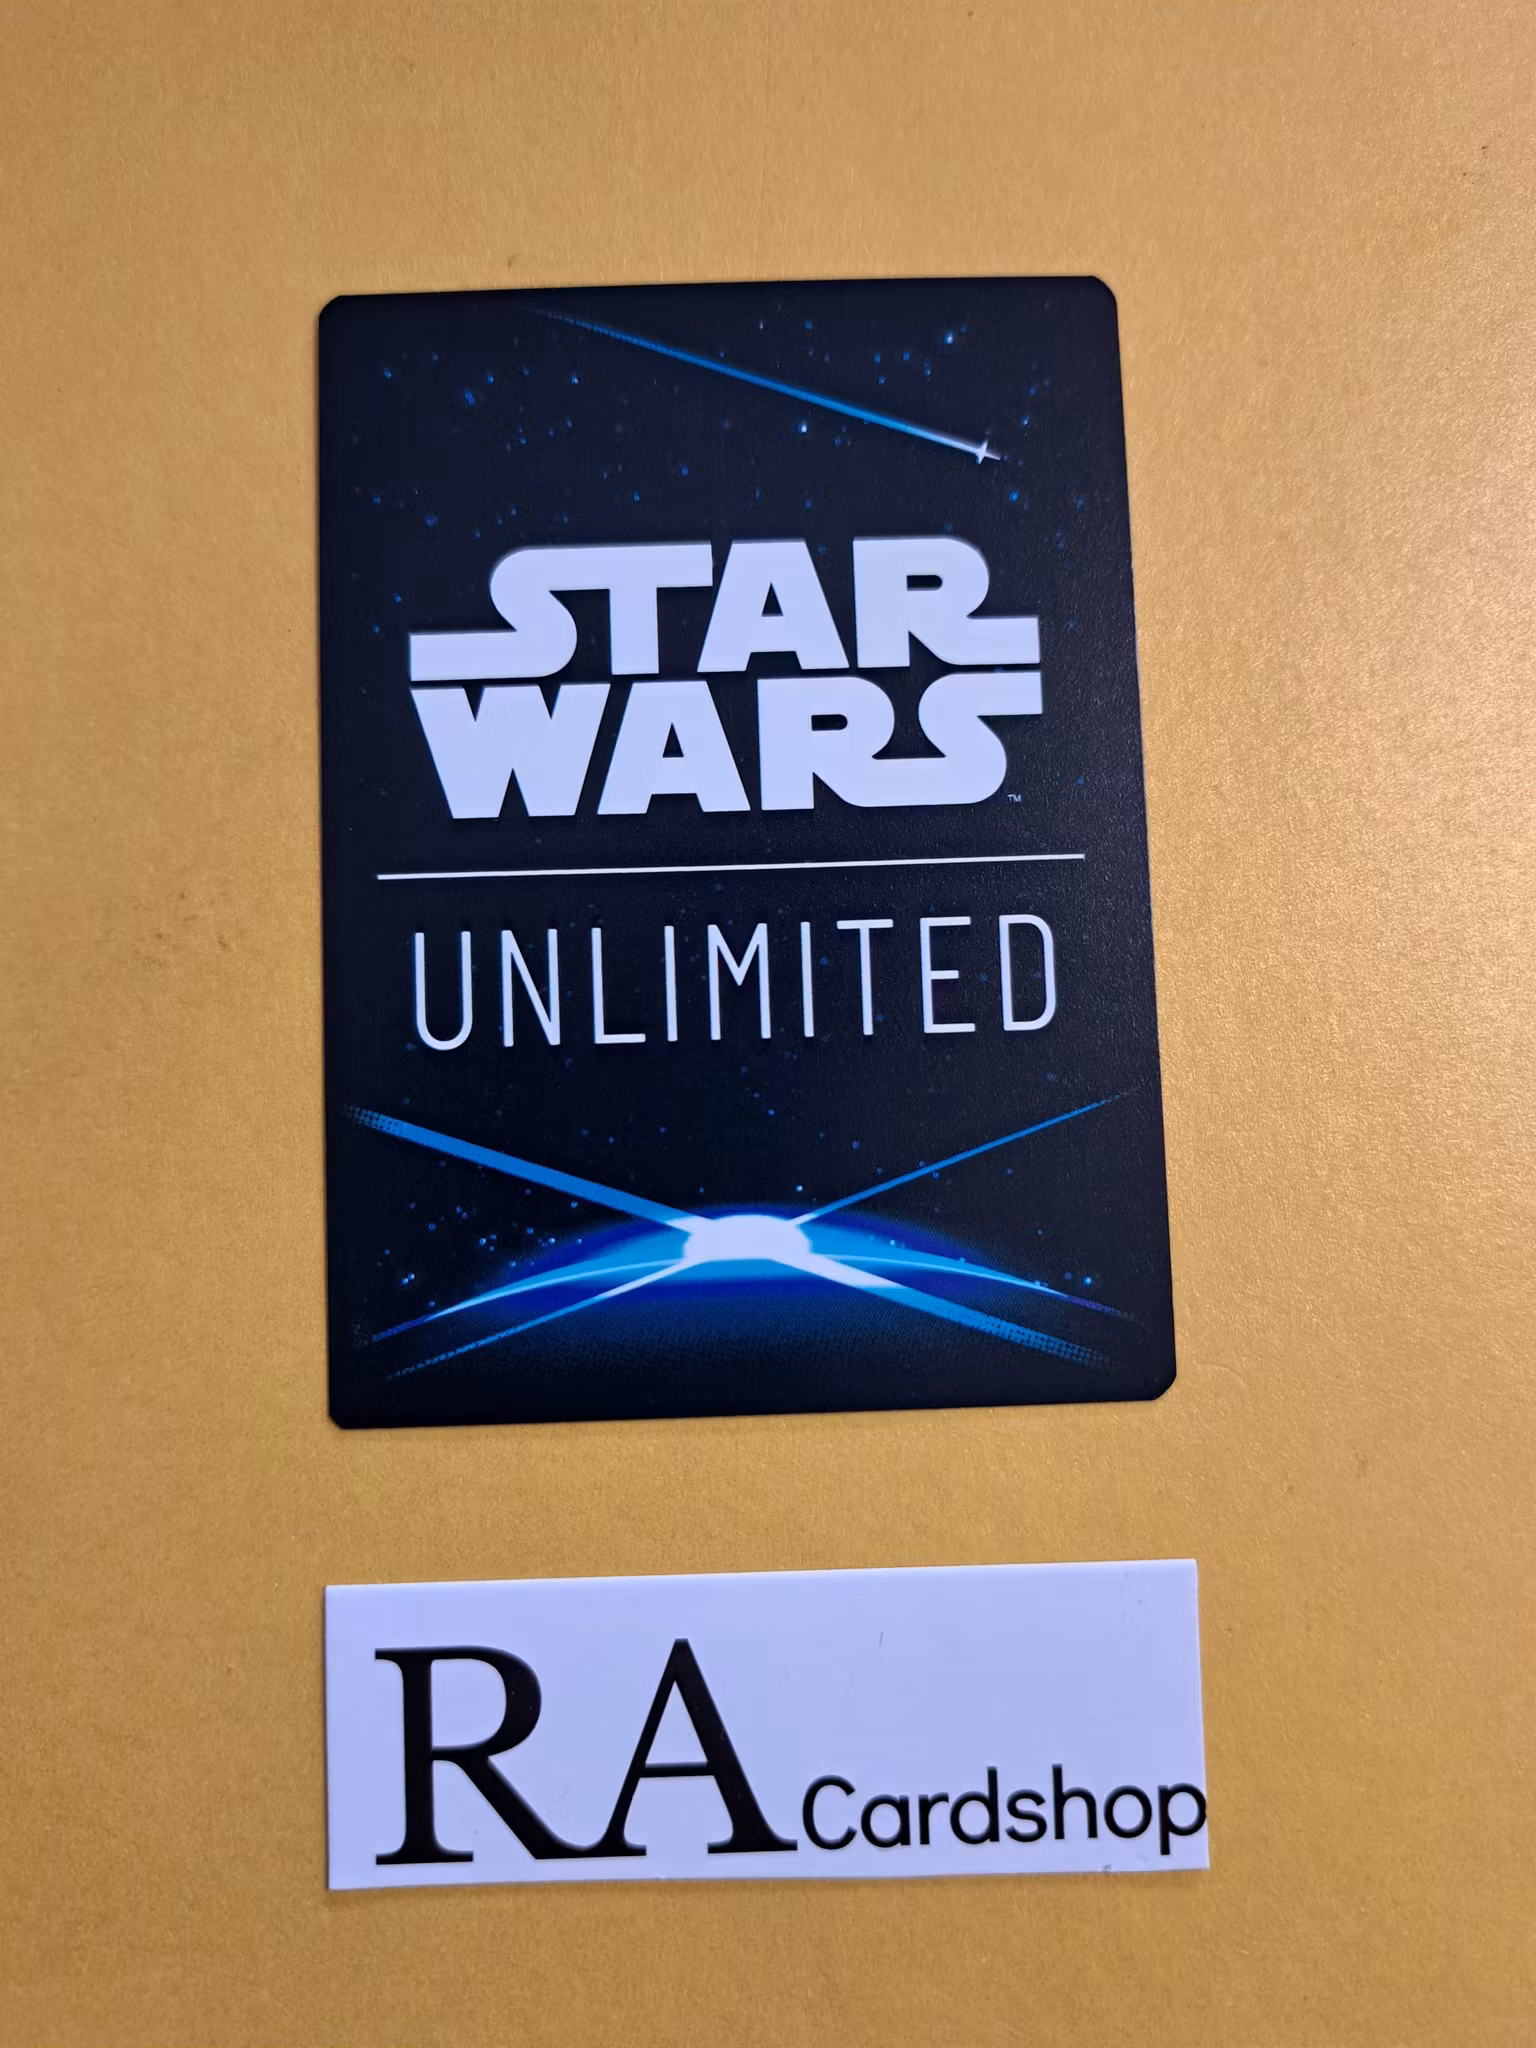 STAR
WARS
™
UNLIMITED
RA Cardshop